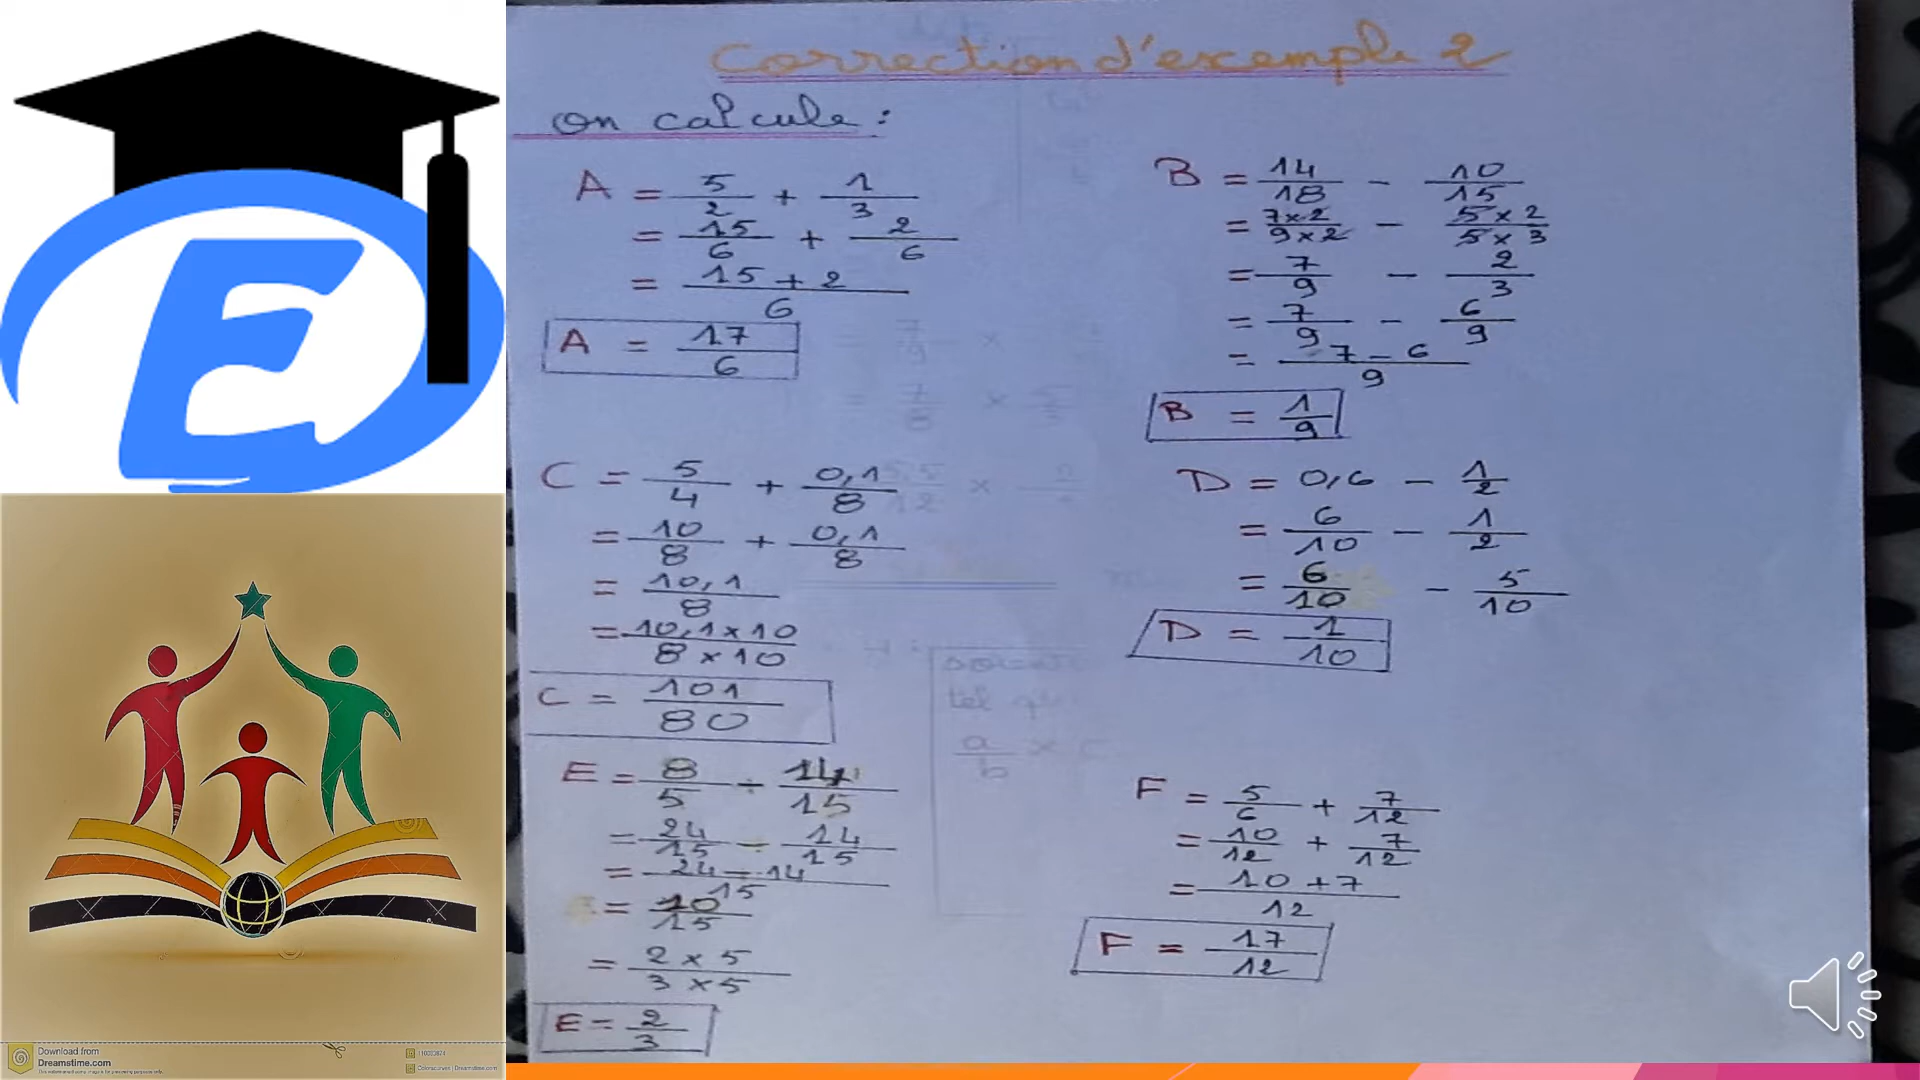 E
Correction d'exemple 2
on calcule :
A = 5/2 + 1/3
= 15/6 + 2/6
= 15 + 2 / 6
A = 17/6
B = 14/18 - 10/15
= 7×2/9×2 - 5×2/5×3
= 7/9 - 2/3
= 7/9 - 6/9
= 7 - 6 / 9
B = 1/9
C = 5/4 + 0,1/8
= 10/8 + 0,1/8
= 10,1/8
= 10,1×10/8×10
C = 101/80
D = 0,6 - 1/2
= 6/10 - 1/2
= 6/10 - 5/10
D = 1/10
E = 8/5 - 14/15
= 24/15 - 14/15
= 24 - 14 / 15
= 10/15
= 2×5/3×5
E = 2/3
F = 5/6 + 7/12
= 10/12 + 7/12
= 10 + 7 / 12
F = 17/12
Download from
Dreamstime.com